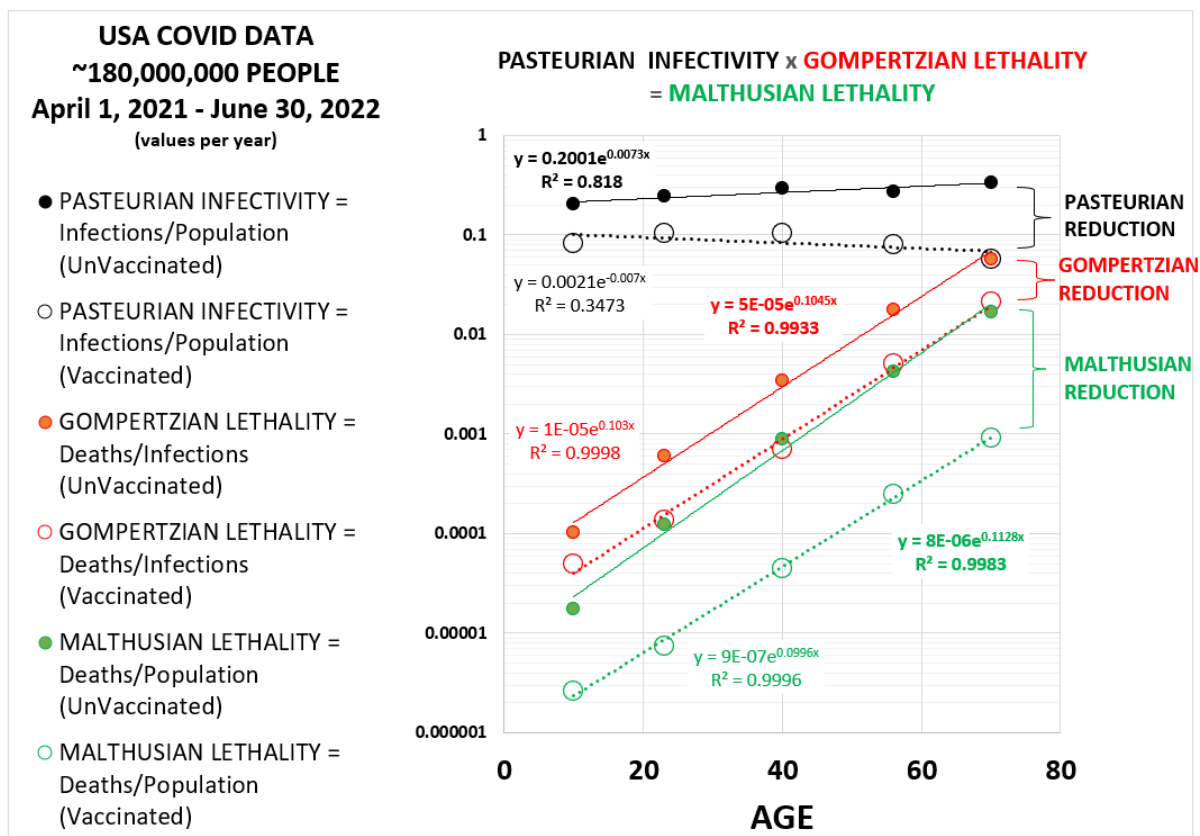 USA COVID DATA
~180,000,000 PEOPLE
April 1, 2021 - June 30, 2022
(values per year)
PASTEURIAN INFECTIVITY =
Infections/Population
(UnVaccinated)
PASTEURIAN INFECTIVITY =
Infections/Population
(Vaccinated)
GOMPERTZIAN LETHALITY =
Deaths/Infections
(UnVaccinated)
GOMPERTZIAN LETHALITY =
Deaths/Infections
(Vaccinated)
MALTHUSIAN LETHALITY =
Deaths/Population
(UnVaccinated)
MALTHUSIAN LETHALITY =
Deaths/Population
(Vaccinated)
PASTEURIAN INFECTIVITY x GOMPERTZIAN LETHALITY
= MALTHUSIAN LETHALITY
1
0.1
0.01
0.001
0.0001
0.00001
0.000001
y = 0.2001e^0.0073x
R² = 0.818
y = 0.0021e^-0.007x
R² = 0.3473
y = 5E-05e^0.1045x
R² = 0.9933
y = 1E-05e^0.103x
R² = 0.9998
y = 8E-06e^0.1128x
R² = 0.9983
y = 9E-07e^0.0996x
R² = 0.9996
PASTEURIAN
REDUCTION
GOMPERTZIAN
REDUCTION
MALTHUSIAN
REDUCTION
0 20 40 60 80
AGE